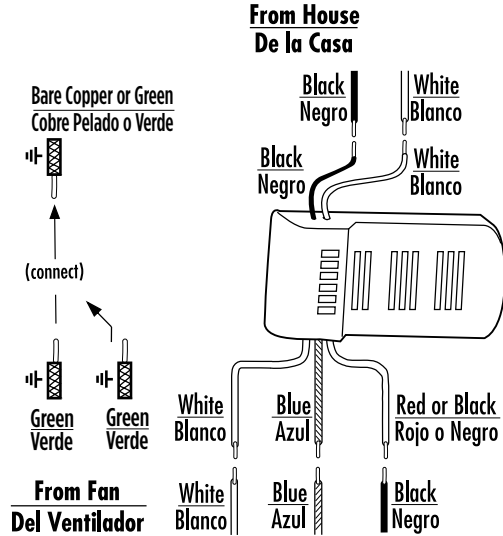 From House
De la Casa
Bare Copper or Green
Cobre Pelado o Verde
Black
Negro
White
Blanco
Black
Negro
White
Blanco
(connect)
Green
Verde
Green
Verde
White
Blanco
Blue
Azul
Red or Black
Rojo o Negro
From Fan
Del Ventilador
White
Blanco
Blue
Azul
Black
Negro